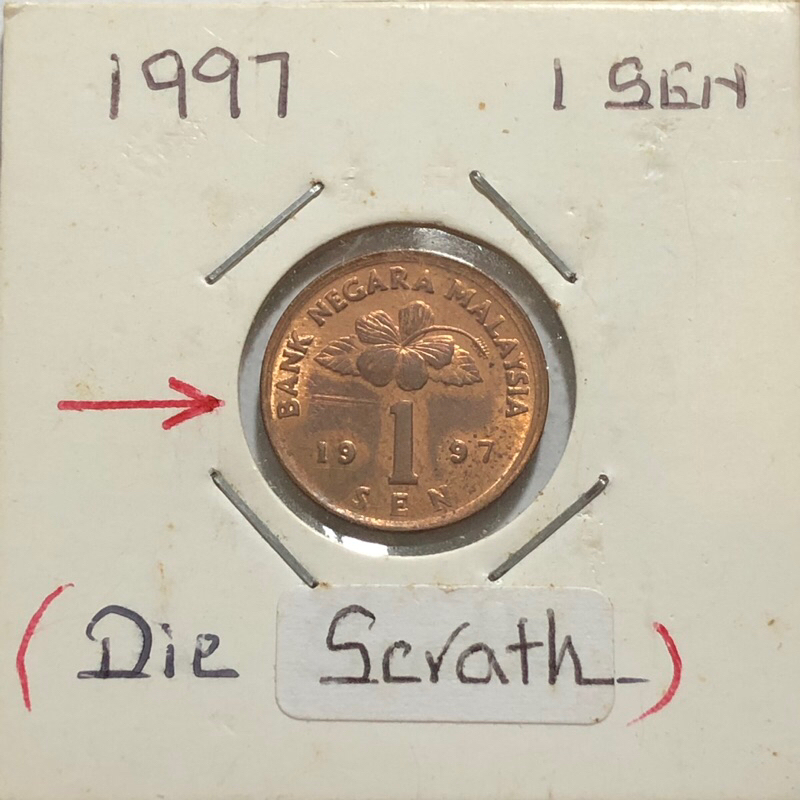 1997 1 SEN
BANK NEGARA MALAYSIA
1
19 97
SEN
(Die Scrath)